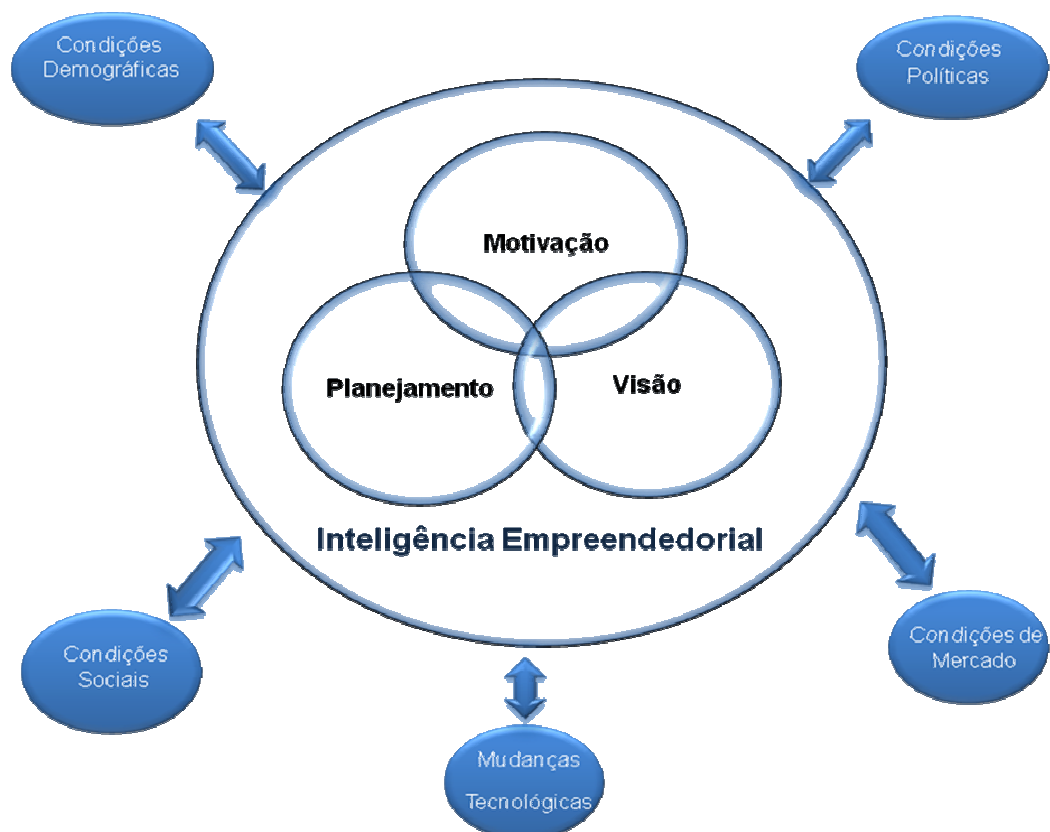 Condições
Demográficas
Condições
Políticas
Motivação
Planejamento
Visão
Inteligência Empreendedorial
Condições
Sociais
Condições de
Mercado
Mudanças
Tecnológicas